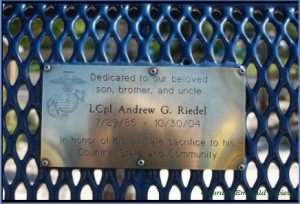 Dedicated to our beloved
son, brother, and uncle
LCpl Andrew G. Riedel
7/29/85 - 10/30/04
In honor of his ultimate sacrifice to his
Country, State and Community